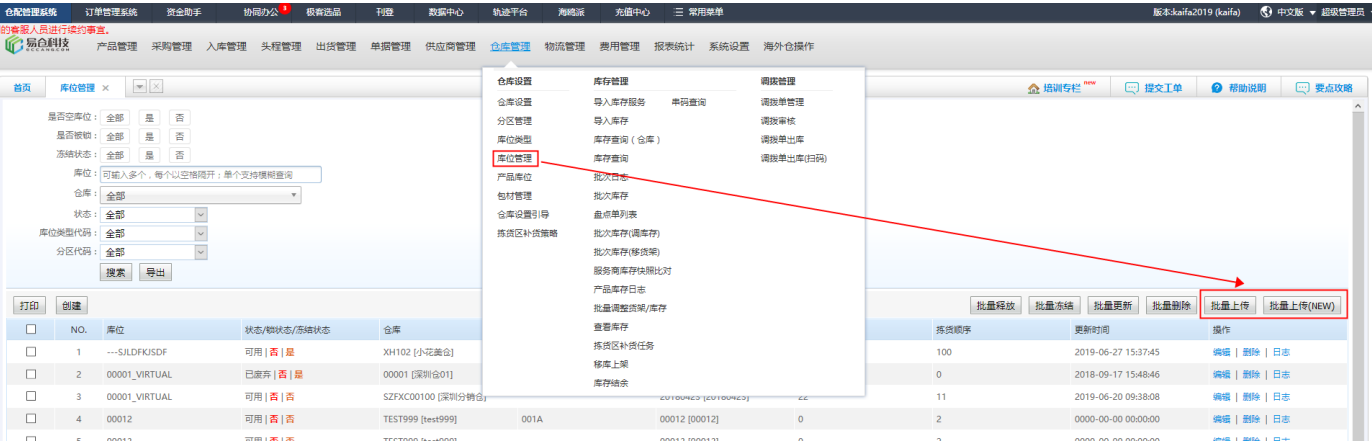 仓配管理系统 订单管理系统 资金助手 协同办公 3 极客选品 刊登 数据中心 轨迹平台 海鸥派 充值中心 三 常用菜单 版本:kaifa2019 (kaifa) 中文版 超级管理员
的客服人员进行续约事宜。
易仓科技 产品管理 采购管理 入库管理 头程管理 出货管理 单据管理 供应商管理 仓库管理 物流管理 费用管理 报表统计 系统设置 海外仓操作
ECCANG.COM
首页 库位管理 × 培训专栏 new 提交工单 帮助说明 要点攻略
仓库设置 库存管理 调拨管理
仓库设置 导入库存服务 串码查询 调拨单管理
分区管理 导入库存 调拨审核
库位类型 库存查询（仓库） 调拨单出库
库位管理 库存查询 调拨单出库(扫码)
产品库位 批次日志
包材管理 批次库存
仓库设置引导 盘点单列表
拣货区补货策略 批次库存(调库存)
批次库存(移货架)
服务商库存快照比对
产品库存日志
批量调整货架/库存
查看库存
拣货区补货任务
移库上架
库存结余
是否空库位： 全部 是 否
是否被锁： 全部 是 否
冻结状态： 全部 是 否
库位： 可输入多个，每个以空格隔开；单个支持模糊查询
仓库： 全部
状态： 全部
库位类型代码： 全部
分区代码： 全部
搜索 导出
打印 创建 批量释放 批量冻结 批量更新 批量删除 批量上传 批量上传(NEW)
NO. 库位 状态/锁状态/冻结状态 仓库 拣货顺序 更新时间 操作
1 ---SJLDFKJSDF 可用 | 否 | 是 XH102 [小花美仓] 100 2019-06-27 15:37:45 编辑 | 删除 | 日志
2 00001_VIRTUAL 已废弃 | 否 | 是 00001 [深圳仓01] 0 2018-09-17 15:48:46 编辑 | 删除 | 日志
3 00001_VIRTUAL 可用 | 否 | 否 SZFXC00100 [深圳分销仓] 20180423 [20180423] 22 11 2019-06-20 09:38:08 编辑 | 删除 | 日志
4 00012 可用 | 否 | 否 TEST999 [test999] 001A 00012 [00012] 0 2 0000-00-00 00:00:00 编辑 | 删除 | 日志